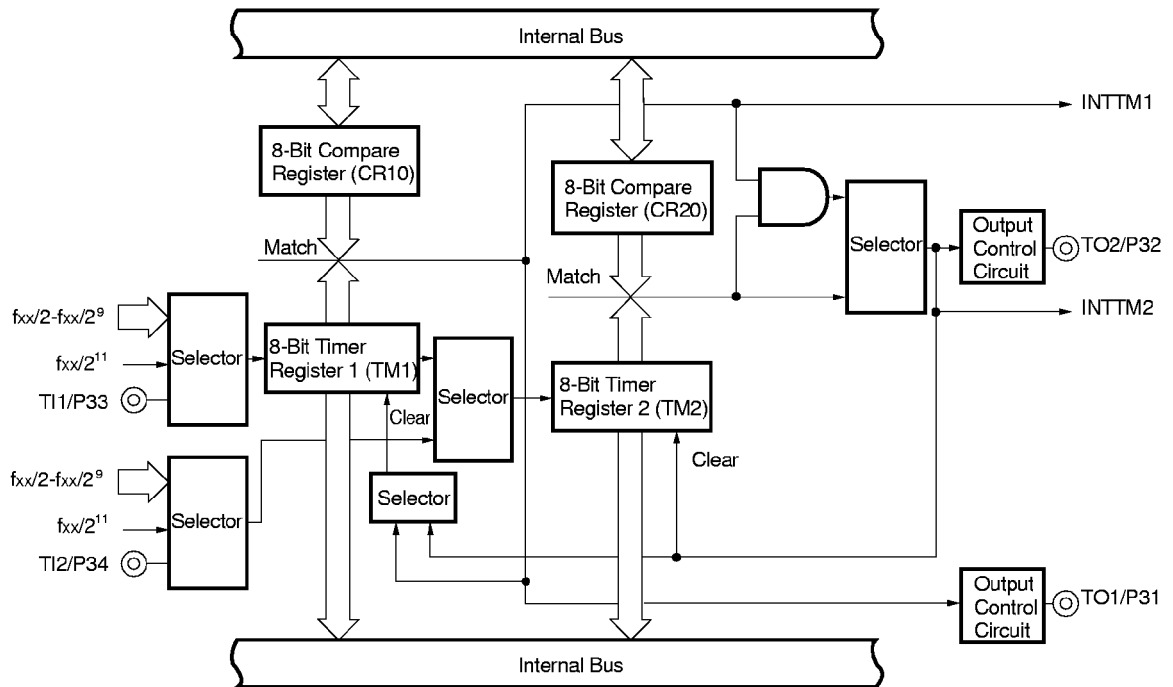 Internal Bus
INTTM1
8-Bit Compare
Register (CR10)
8-Bit Compare
Register (CR20)
Match
Selector
Output
Control
Circuit
TO2/P32
Match
INTTM2
fxx/2-fxx/2⁹
fxx/2¹¹
TI1/P33
Selector
8-Bit Timer
Register 1 (TM1)
Selector
8-Bit Timer
Register 2 (TM2)
Clear
Clear
fxx/2-fxx/2⁹
fxx/2¹¹
TI2/P34
Selector
Selector
Output
Control
Circuit
TO1/P31
Internal Bus